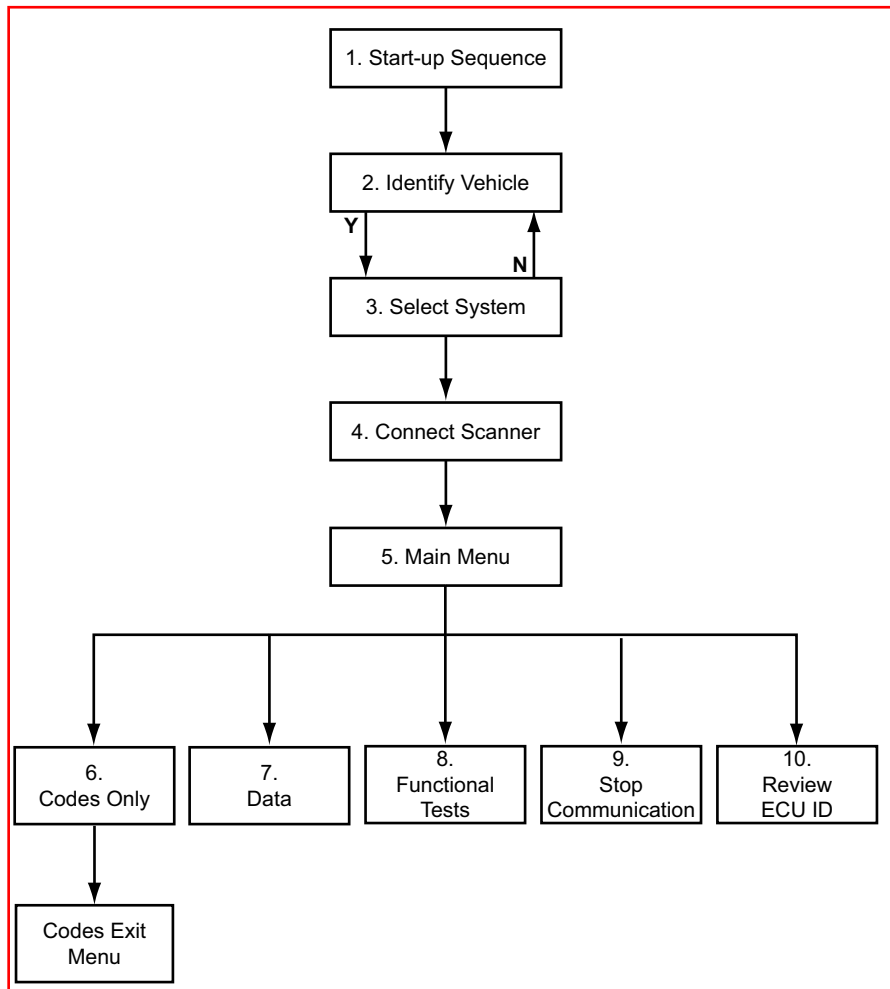 1. Start-up Sequence
2. Identify Vehicle
Y
N
3. Select System
4. Connect Scanner
5. Main Menu
6.
Codes Only
7.
Data
8.
Functional
Tests
9.
Stop
Communication
10.
Review
ECU ID
Codes Exit
Menu